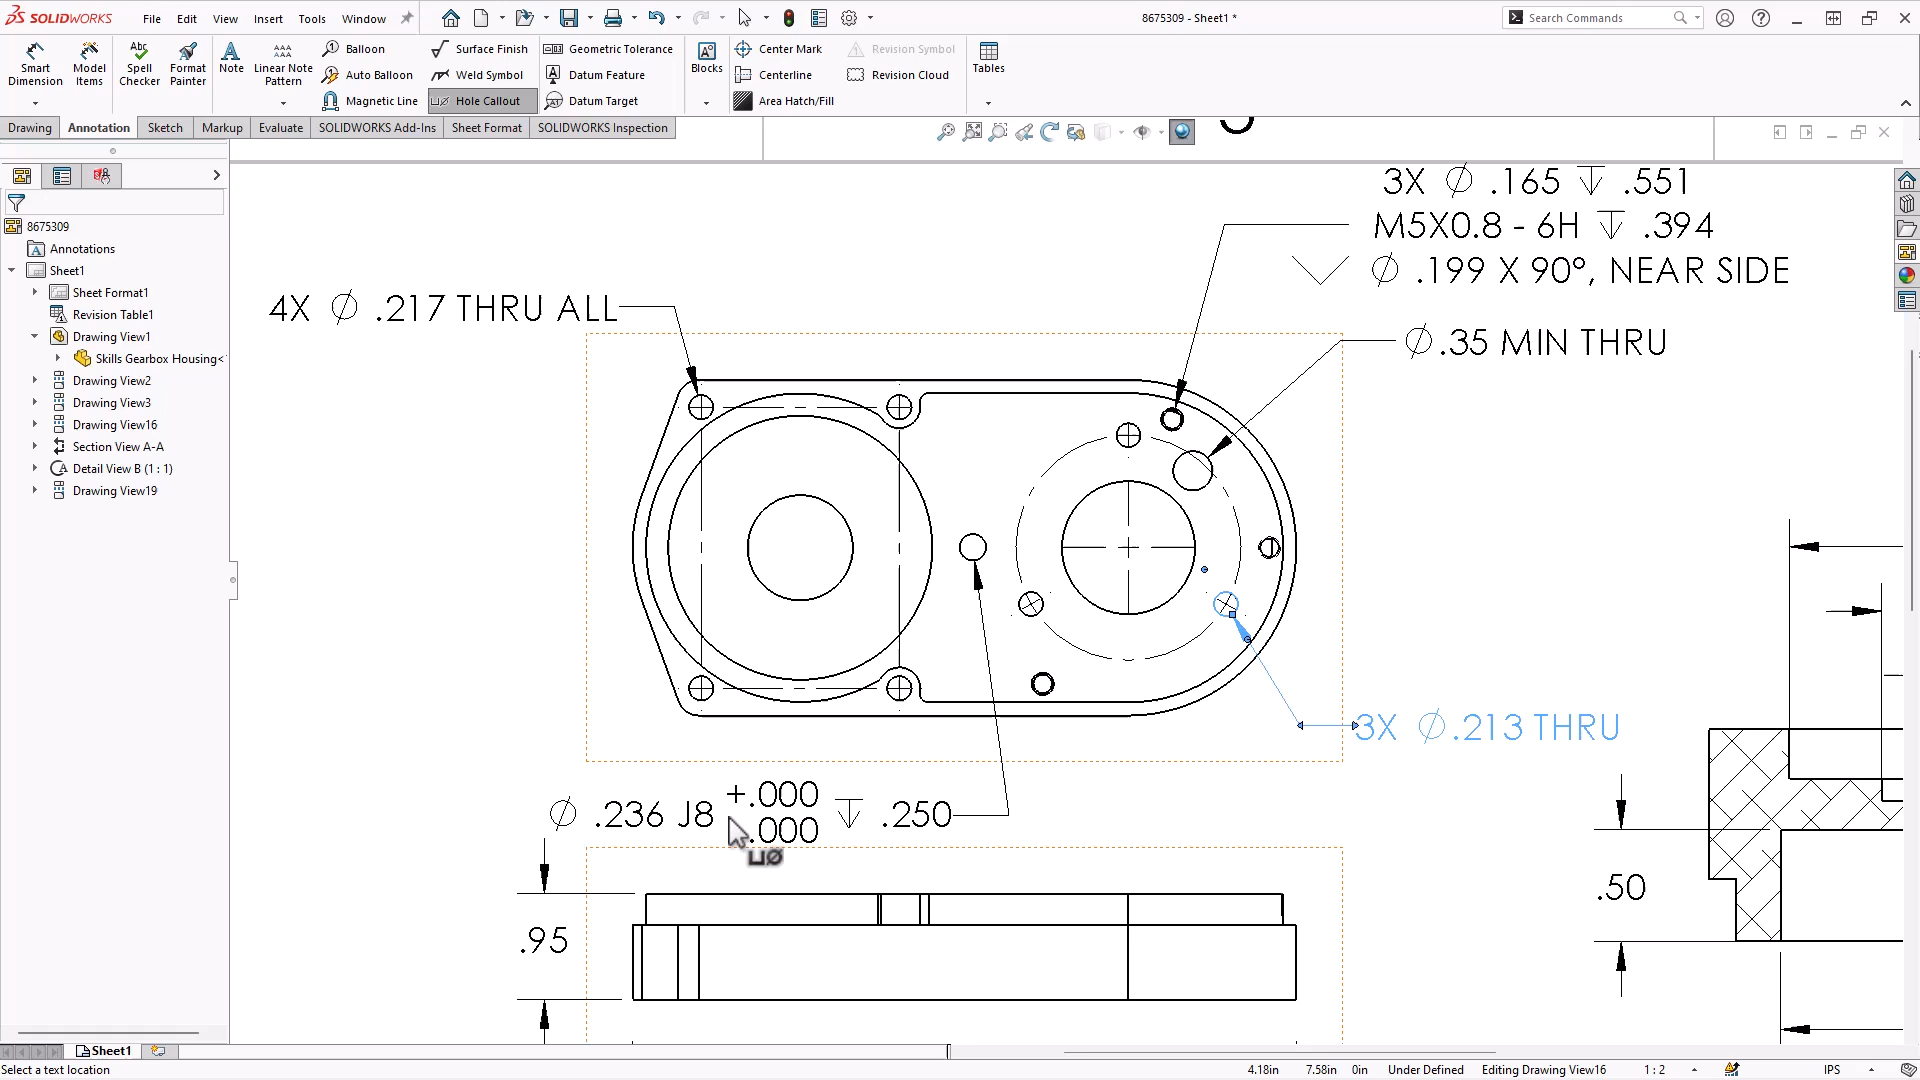 SOLIDWORKS File Edit View Insert Tools Window 8675309 - Sheet1 * Search Commands
Smart Dimension
Model Items
Abc
Spell Checker
Format Painter
Note
Linear Note Pattern
Balloon
Auto Balloon
Magnetic Line
Surface Finish
Weld Symbol
Hole Callout
Geometric Tolerance
Datum Feature
Datum Target
Blocks
Center Mark
Centerline
Area Hatch/Fill
Revision Symbol
Revision Cloud
Tables
Drawing Annotation Sketch Markup Evaluate SOLIDWORKS Add-Ins Sheet Format SOLIDWORKS Inspection
8675309
Annotations
Sheet1
Sheet Format1
Revision Table1
Drawing View1
Skills Gearbox Housing<
Drawing View2
Drawing View3
Drawing View16
Section View A-A
Detail View B (1 : 1)
Drawing View19
3X ∅ .165 ↧ .551
M5X0.8 - 6H ↧ .394
⌵ ∅ .199 X 90°, NEAR SIDE
4X ∅ .217 THRU ALL
∅.35 MIN THRU
3X ∅.213 THRU
∅ .236 J8 +.000 .000 ↧ .250
.95
.50
Sheet1
Select a text location 4.18in 7.58in 0in Under Defined Editing Drawing View16 1 : 2 IPS